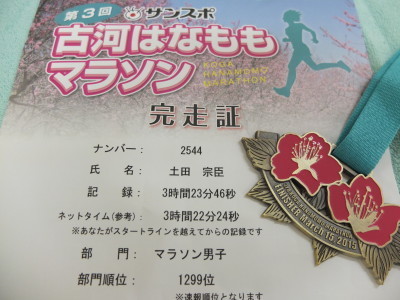 第3回 サンスポ
古河はなもも
マラソン
KOGA
HANAMOMO
MARATHON
完走証
ナンバー： 2544
氏 名： 土田 宗臣
記 録： 3時間23分46秒
ネットタイム(参考)： 3時間22分24秒
※あなたがスタートラインを越えてからの記録です
部 門： マラソン男子
部門順位： 1299位
※速報順位となります
FINISHER March 15 2015